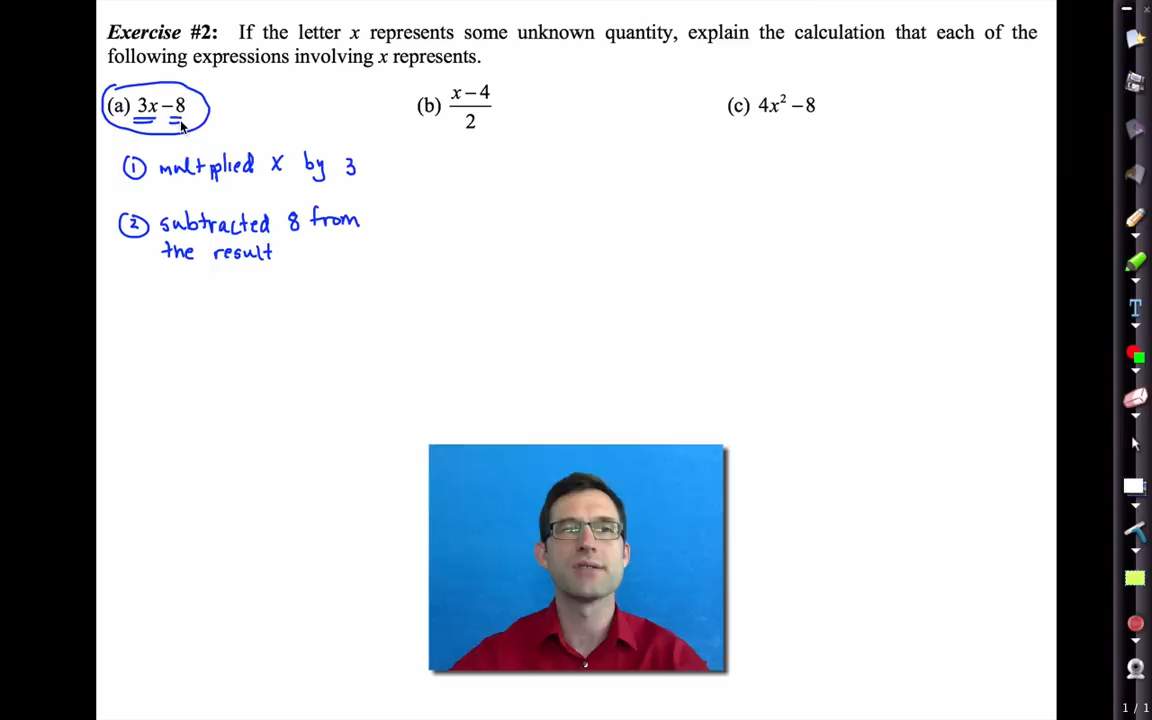 Exercise #2: If the letter x represents some unknown quantity, explain the calculation that each of the
following expressions involving x represents.
(a) 3x − 8
(b) (x − 4)/2
(c) 4x² − 8
① multiplied x by 3
② subtracted 8 from
the result
1 / 1